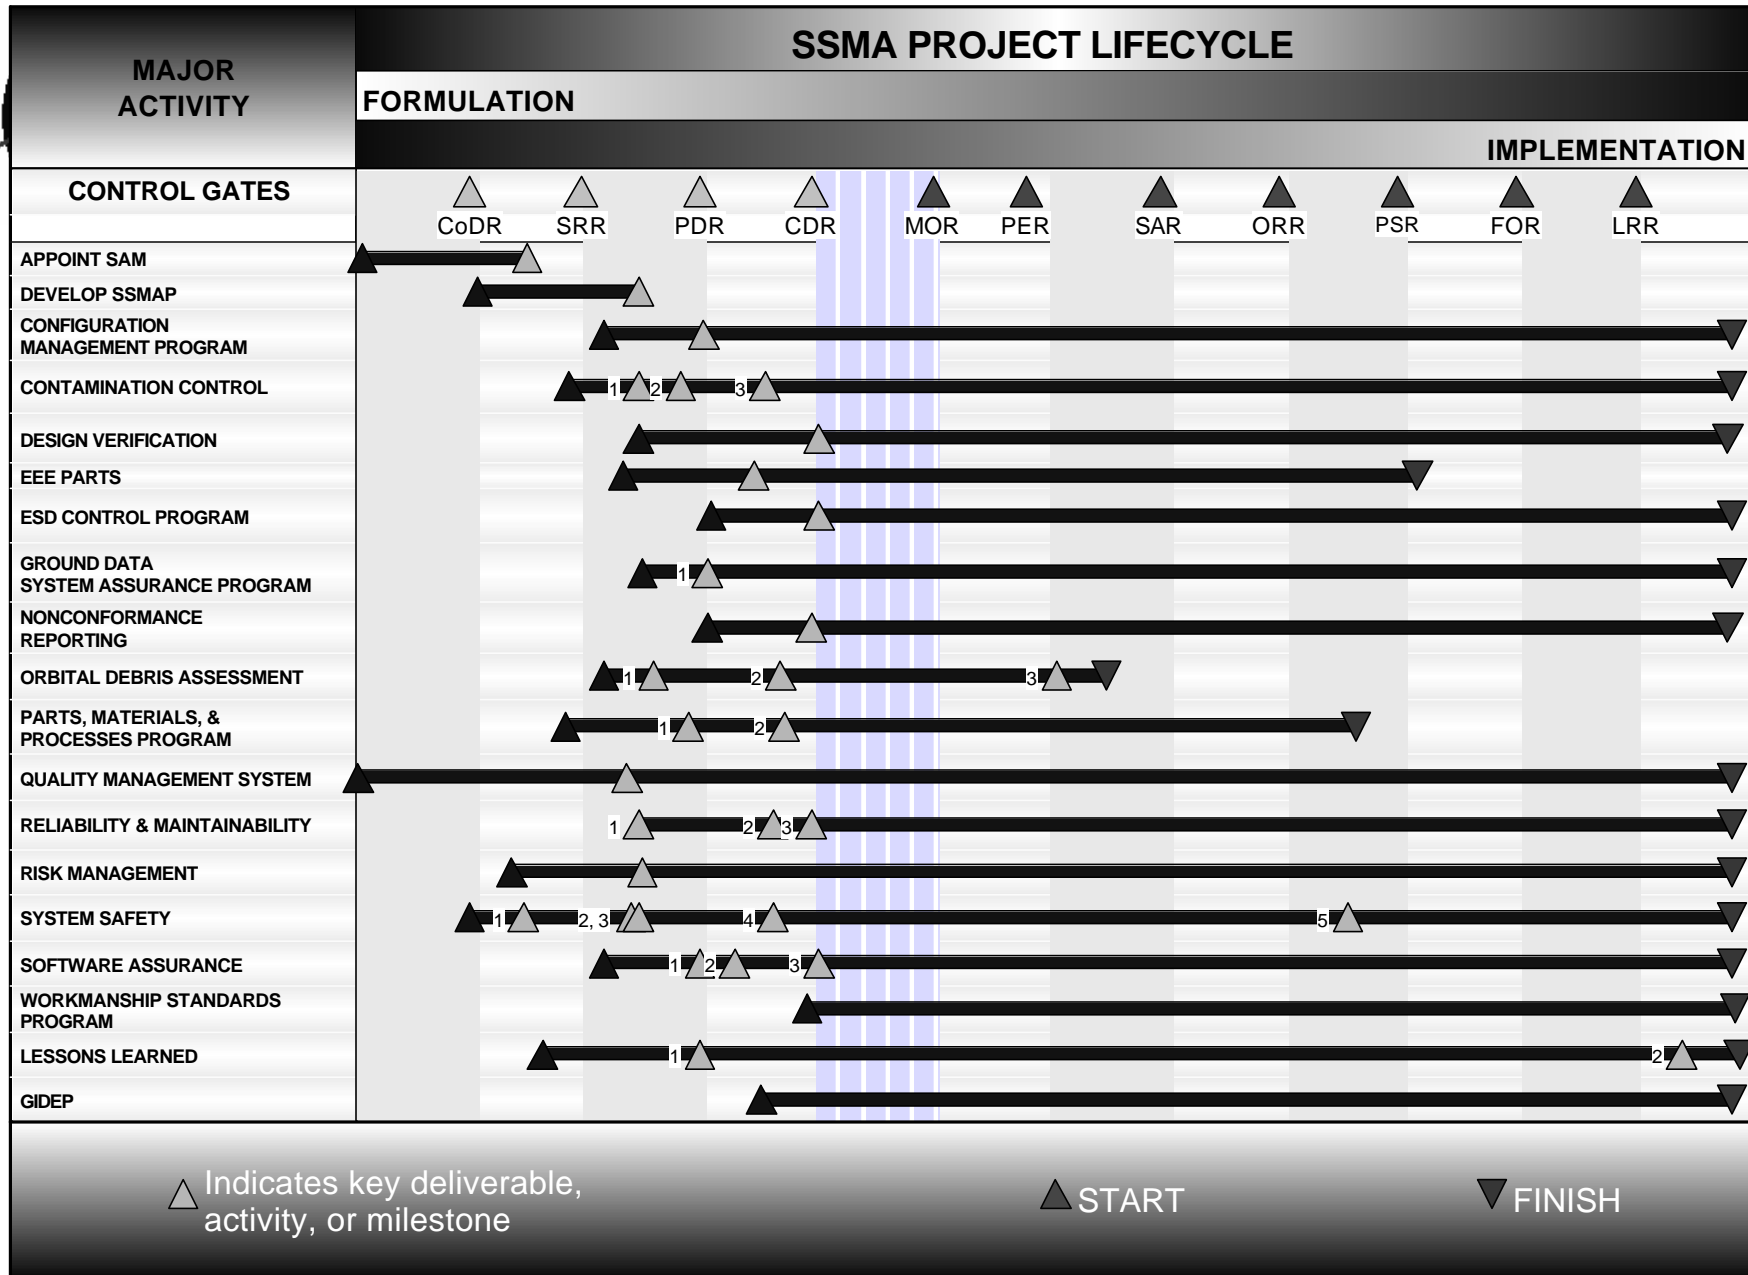 MAJOR
ACTIVITY
SSMA PROJECT LIFECYCLE
FORMULATION
IMPLEMENTATION
CONTROL GATES
CoDR SRR PDR CDR MOR PER SAR ORR PSR FOR LRR
APPOINT SAM
DEVELOP SSMAP
CONFIGURATION
MANAGEMENT PROGRAM
CONTAMINATION CONTROL 1 2 3
DESIGN VERIFICATION
EEE PARTS
ESD CONTROL PROGRAM
GROUND DATA
SYSTEM ASSURANCE PROGRAM 1
NONCONFORMANCE
REPORTING
ORBITAL DEBRIS ASSESSMENT 1 2 3
PARTS, MATERIALS, &
PROCESSES PROGRAM 1 2
QUALITY MANAGEMENT SYSTEM
RELIABILITY & MAINTAINABILITY 1 2 3
RISK MANAGEMENT
SYSTEM SAFETY 1 2, 3 4 5
SOFTWARE ASSURANCE 1 2 3
WORKMANSHIP STANDARDS
PROGRAM
LESSONS LEARNED 1 2
GIDEP
Indicates key deliverable,
activity, or milestone
START
FINISH